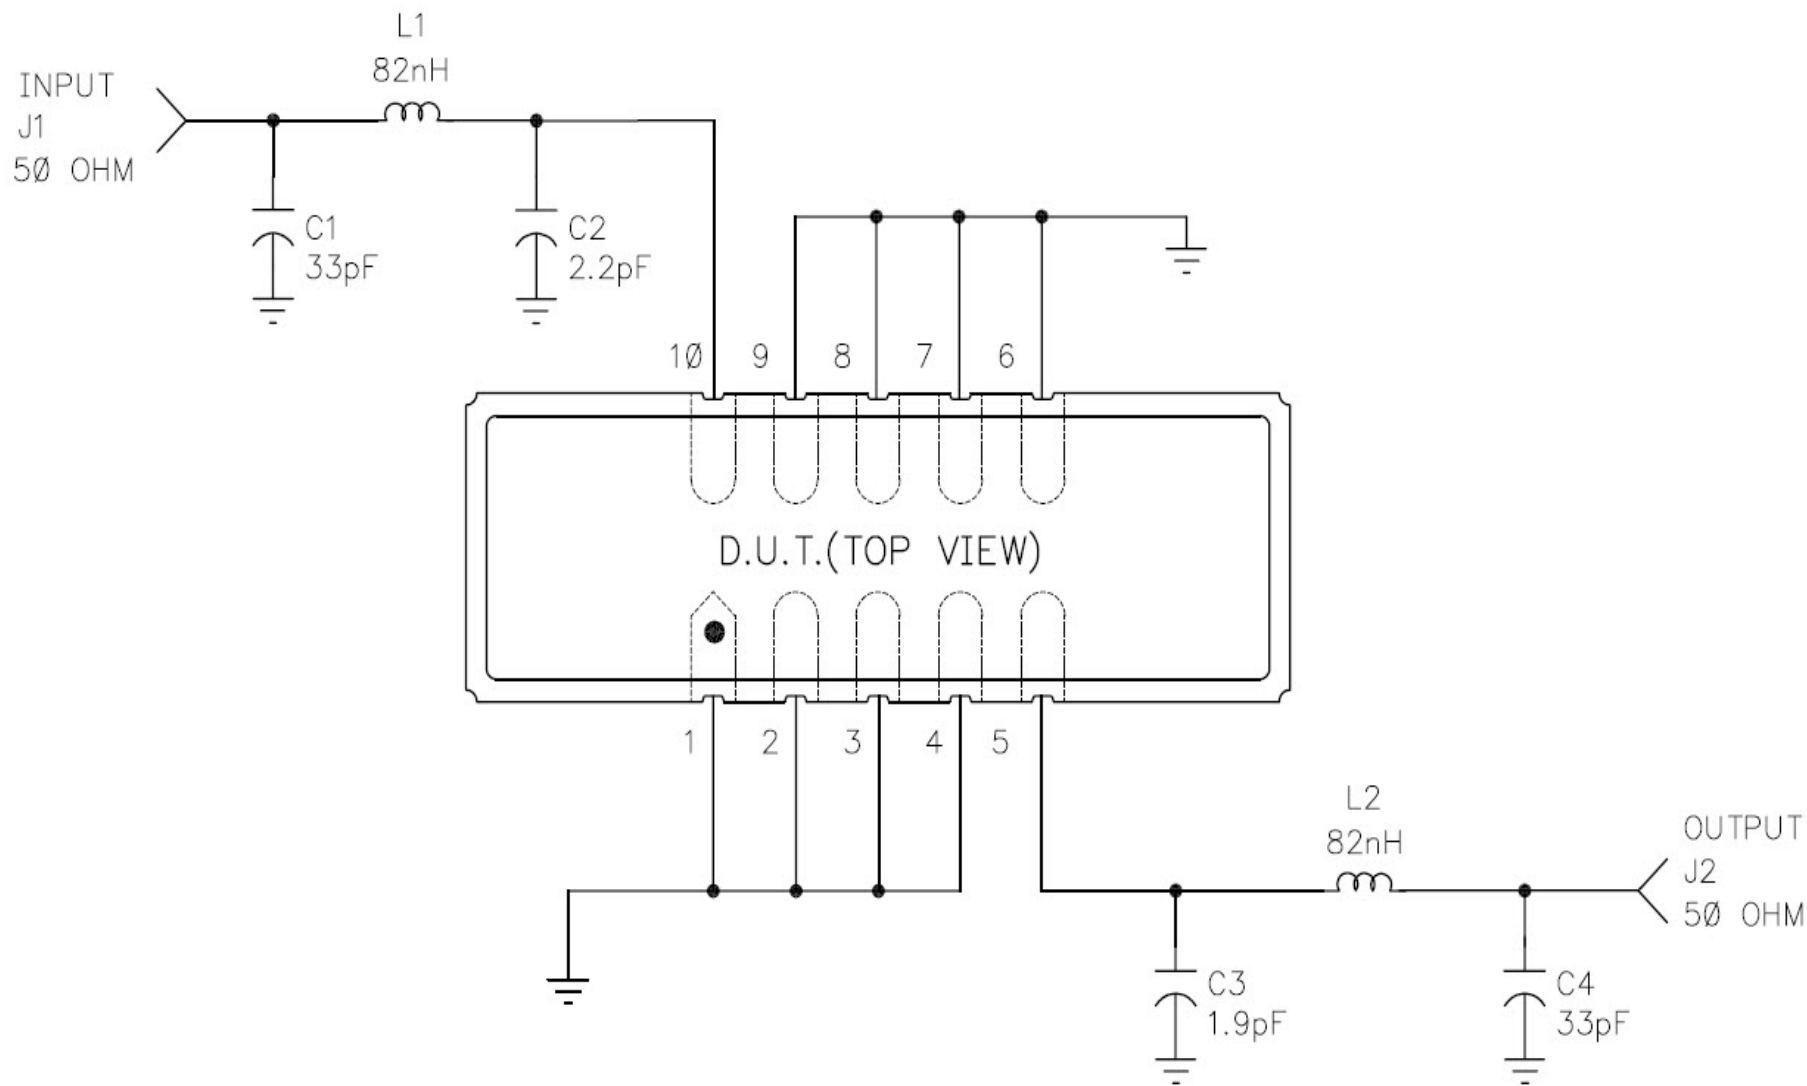 L1
82nH
INPUT
J1
5Ø OHM
C1
33pF
C2
2.2pF
1Ø 9 8 7 6
D.U.T.(TOP VIEW)
1 2 3 4 5
L2
82nH
OUTPUT
J2
5Ø OHM
C3
1.9pF
C4
33pF